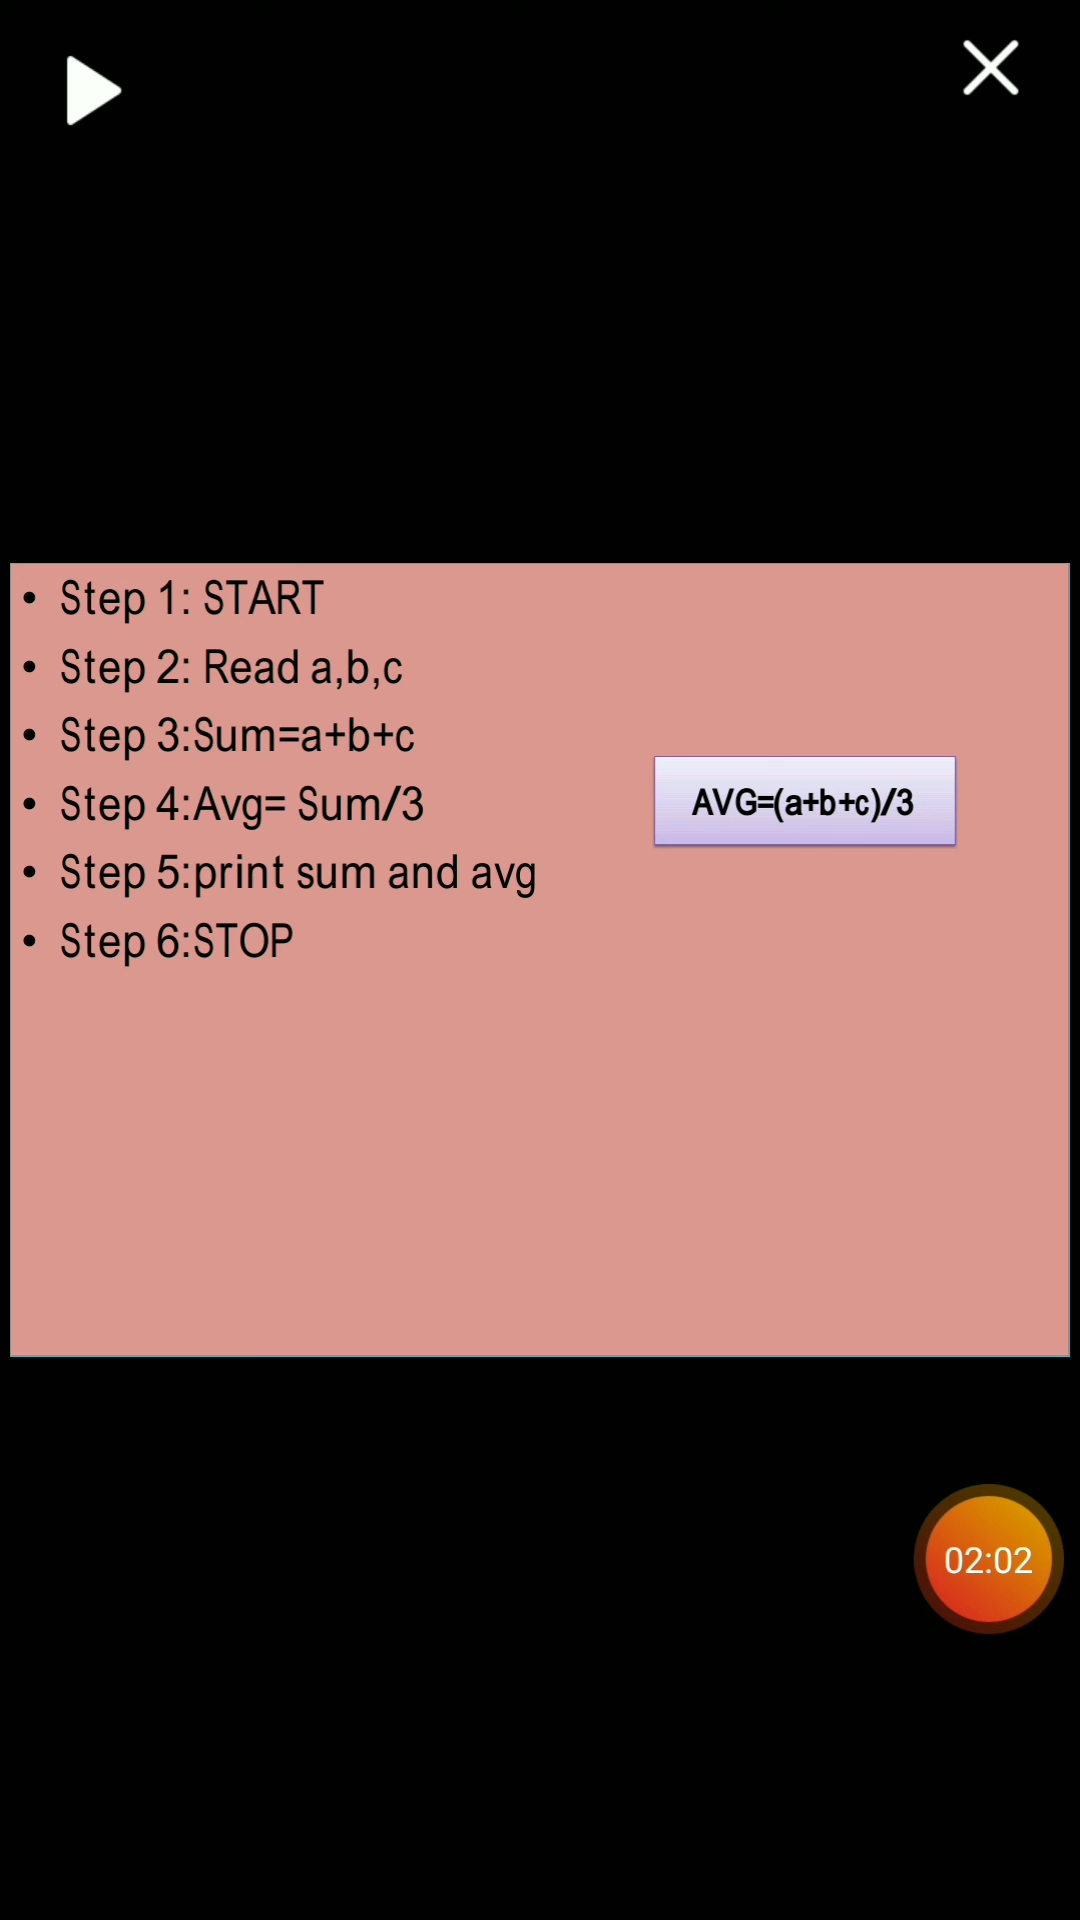 • Step 1: START
• Step 2: Read a,b,c
• Step 3:Sum=a+b+c
• Step 4:Avg= Sum/3
AVG=(a+b+c)/3
• Step 5:print sum and avg
• Step 6:STOP
02:02